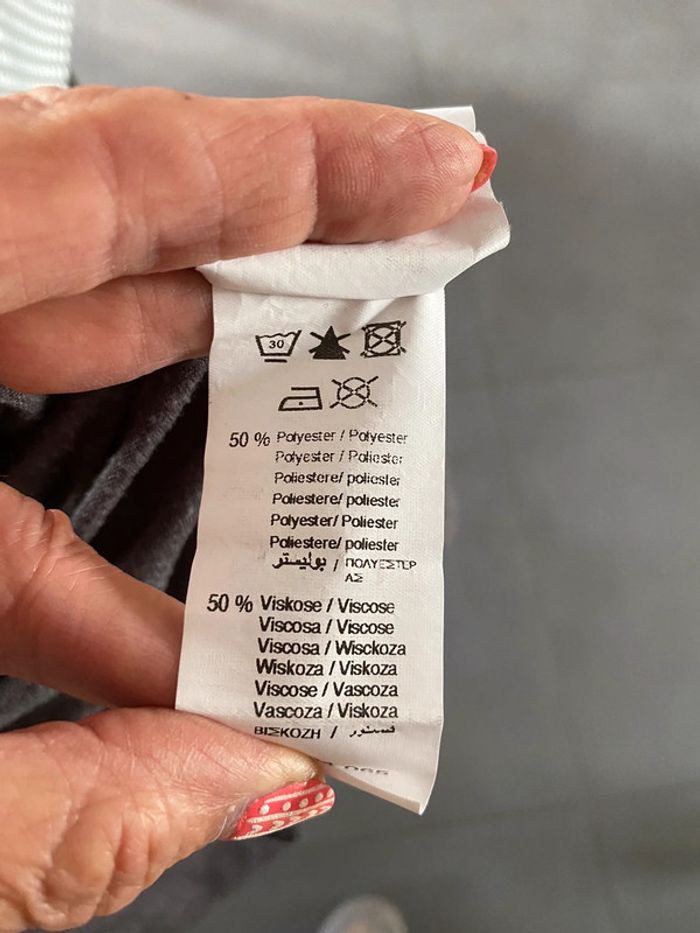 30
50 % Polyester / Polyester
Polyester / Poliester
Poliestere/ poliester
Poliestere/ poliester
Polyester/ Poliester
Poliestere/ poliester
بوليستر / ΠΟΛΥΕΣΤΕΡ
ΑΣ
50 % Viskose / Viscose
Viscosa / Viscose
Viscosa / Wisckoza
Wiskoza / Viskoza
Viscose / Vascoza
Vascoza / Viskoza
ΒΙΣΚΟΖΗ /